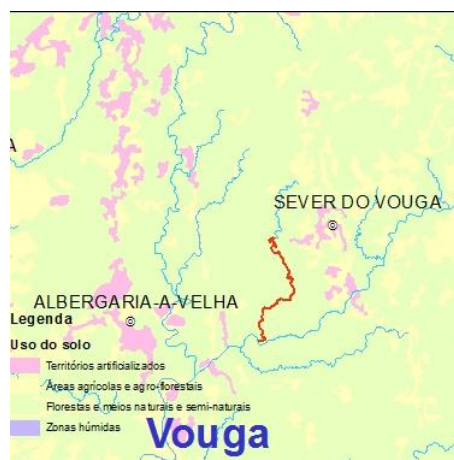 A
SEVER DO VOUGA
ALBERGARIA-A-VELHA
Legenda
Uso do solo
Territórios artificializados
Áreas agrícolas e agro-florestais
Florestas e meios naturais e semi-naturais
Zonas húmidas
Vouga